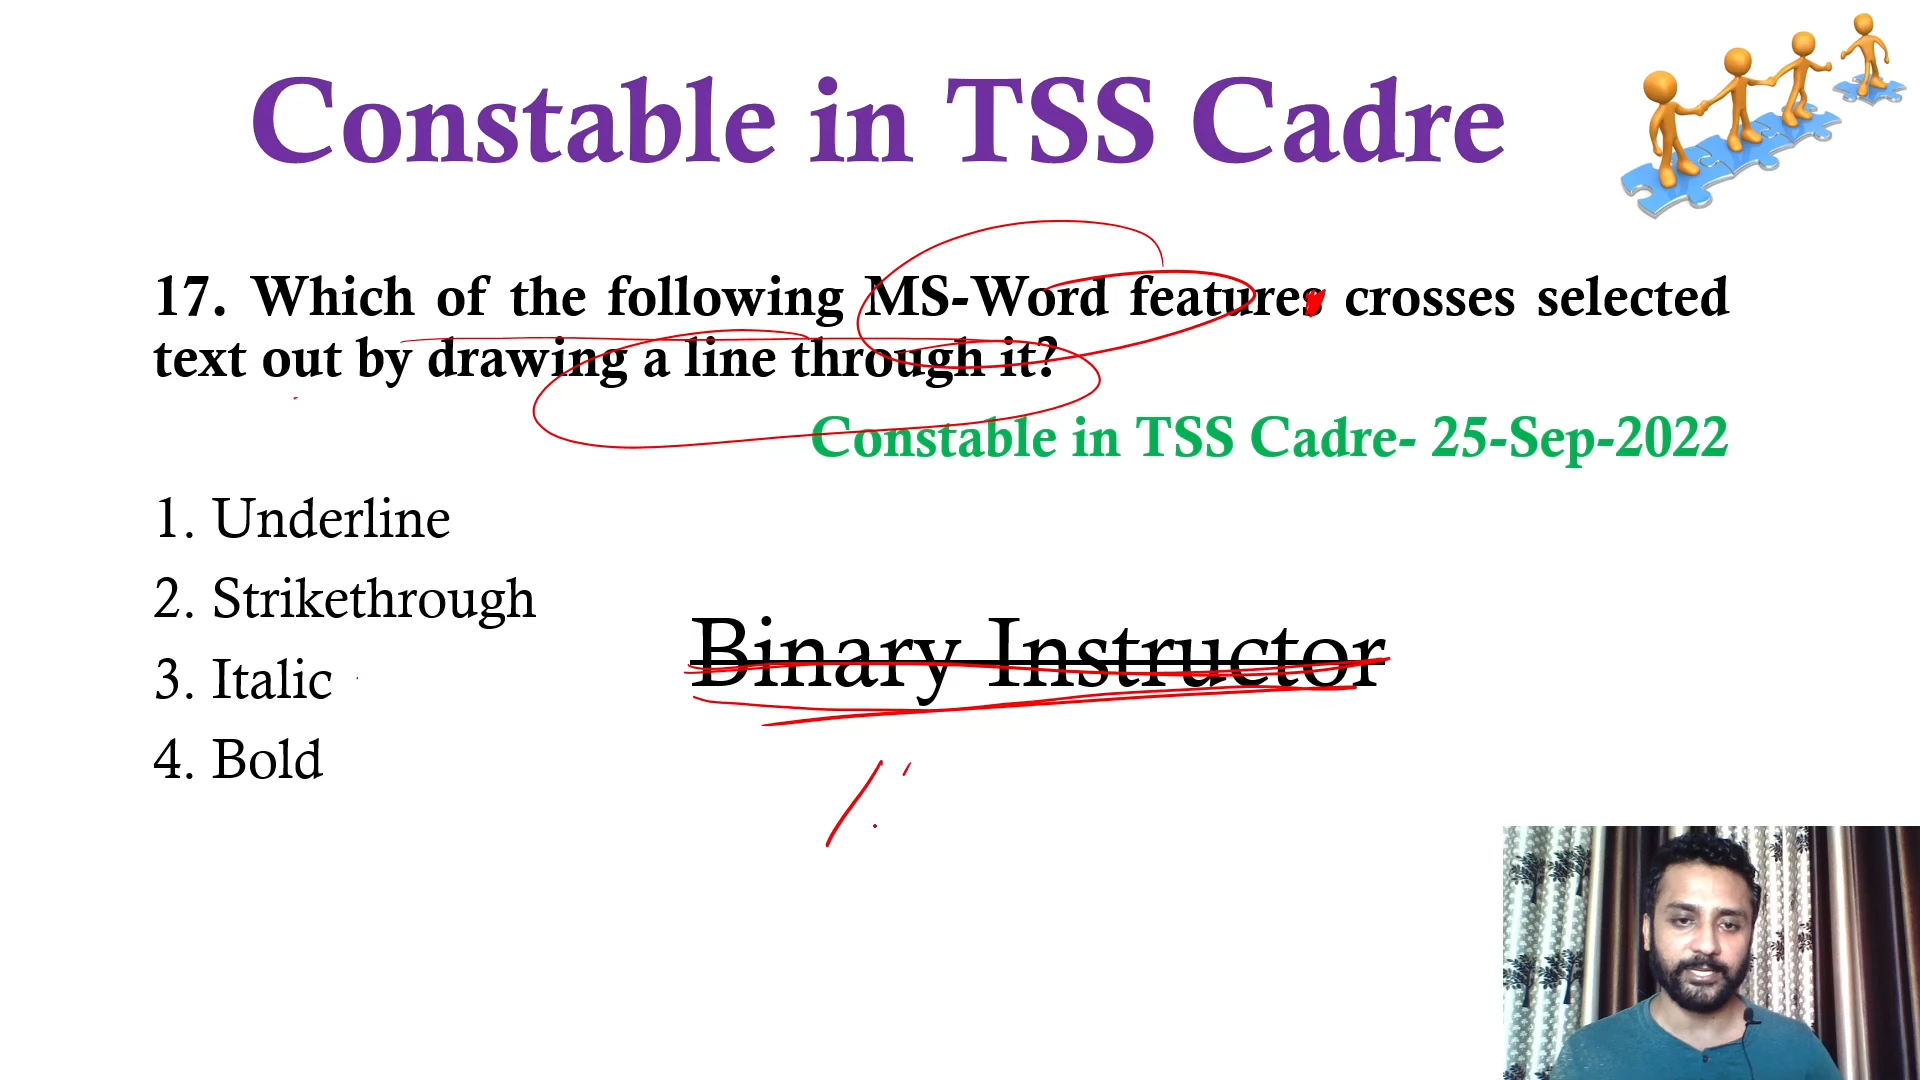 Constable in TSS Cadre
17. Which of the following MS-Word features crosses selected
text out by drawing a line through it?
Constable in TSS Cadre- 25-Sep-2022
1. Underline
2. Strikethrough
3. Italic
4. Bold
Binary Instructor